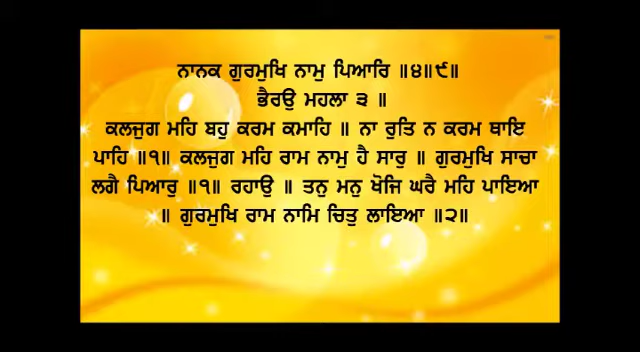 ਨਾਨਕ ਗੁਰਮੁਖਿ ਨਾਮੁ ਪਿਆਰਿ ॥੪॥੯॥
ਭੈਰਉ ਮਹਲਾ ੩ ॥
ਕਲਜੁਗ ਮਹਿ ਬਹੁ ਕਰਮ ਕਮਾਹਿ ॥ ਨਾ ਰੁਤਿ ਨ ਕਰਮ ਥਾਇ
ਪਾਹਿ ॥੧॥ ਕਲਜੁਗ ਮਹਿ ਰਾਮ ਨਾਮੁ ਹੈ ਸਾਰੁ ॥ ਗੁਰਮੁਖਿ ਸਾਚਾ
ਲਗੈ ਪਿਆਰੁ ॥੧॥ ਰਹਾਉ ॥ ਤਨੁ ਮਨੁ ਖੋਜਿ ਘਰੈ ਮਹਿ ਪਾਇਆ
॥ ਗੁਰਮੁਖਿ ਰਾਮ ਨਾਮਿ ਚਿਤੁ ਲਾਇਆ ॥੨॥